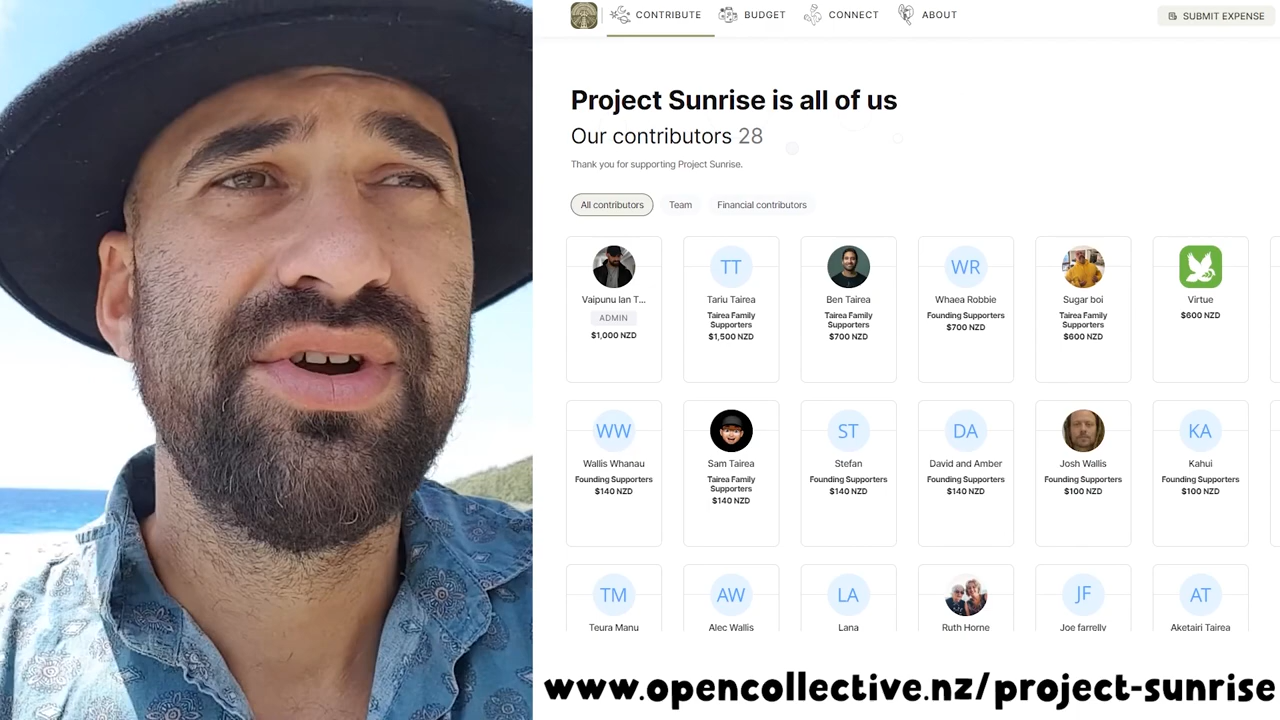 CONTRIBUTE BUDGET CONNECT ABOUT SUBMIT EXPENSE
Project Sunrise is all of us
Our contributors 28
Thank you for supporting Project Sunrise.
All contributors Team Financial contributors
Vaipunu Ian T...
ADMIN
$1,000 NZD
TT
Tariu Tairea
Tairea Family
Supporters
$1,500 NZD
Ben Tairea
Tairea Family
Supporters
$700 NZD
WR
Whaea Robbie
Founding Supporters
$700 NZD
Sugar boi
Tairea Family
Supporters
$600 NZD
Virtue
$600 NZD
WW
Wallis Whanau
Founding Supporters
$140 NZD
Sam Tairea
Tairea Family
Supporters
$140 NZD
ST
Stefan
Founding Supporters
$140 NZD
DA
David and Amber
Founding Supporters
$140 NZD
Josh Wallis
Founding Supporters
$100 NZD
KA
Kahui
Founding Supporters
$100 NZD
TM
Teura Manu
AW
Alec Wallis
LA
Lana
Ruth Horne
JF
Joe farrelly
AT
Aketairi Tairea
www.opencollective.nz/project-sunrise